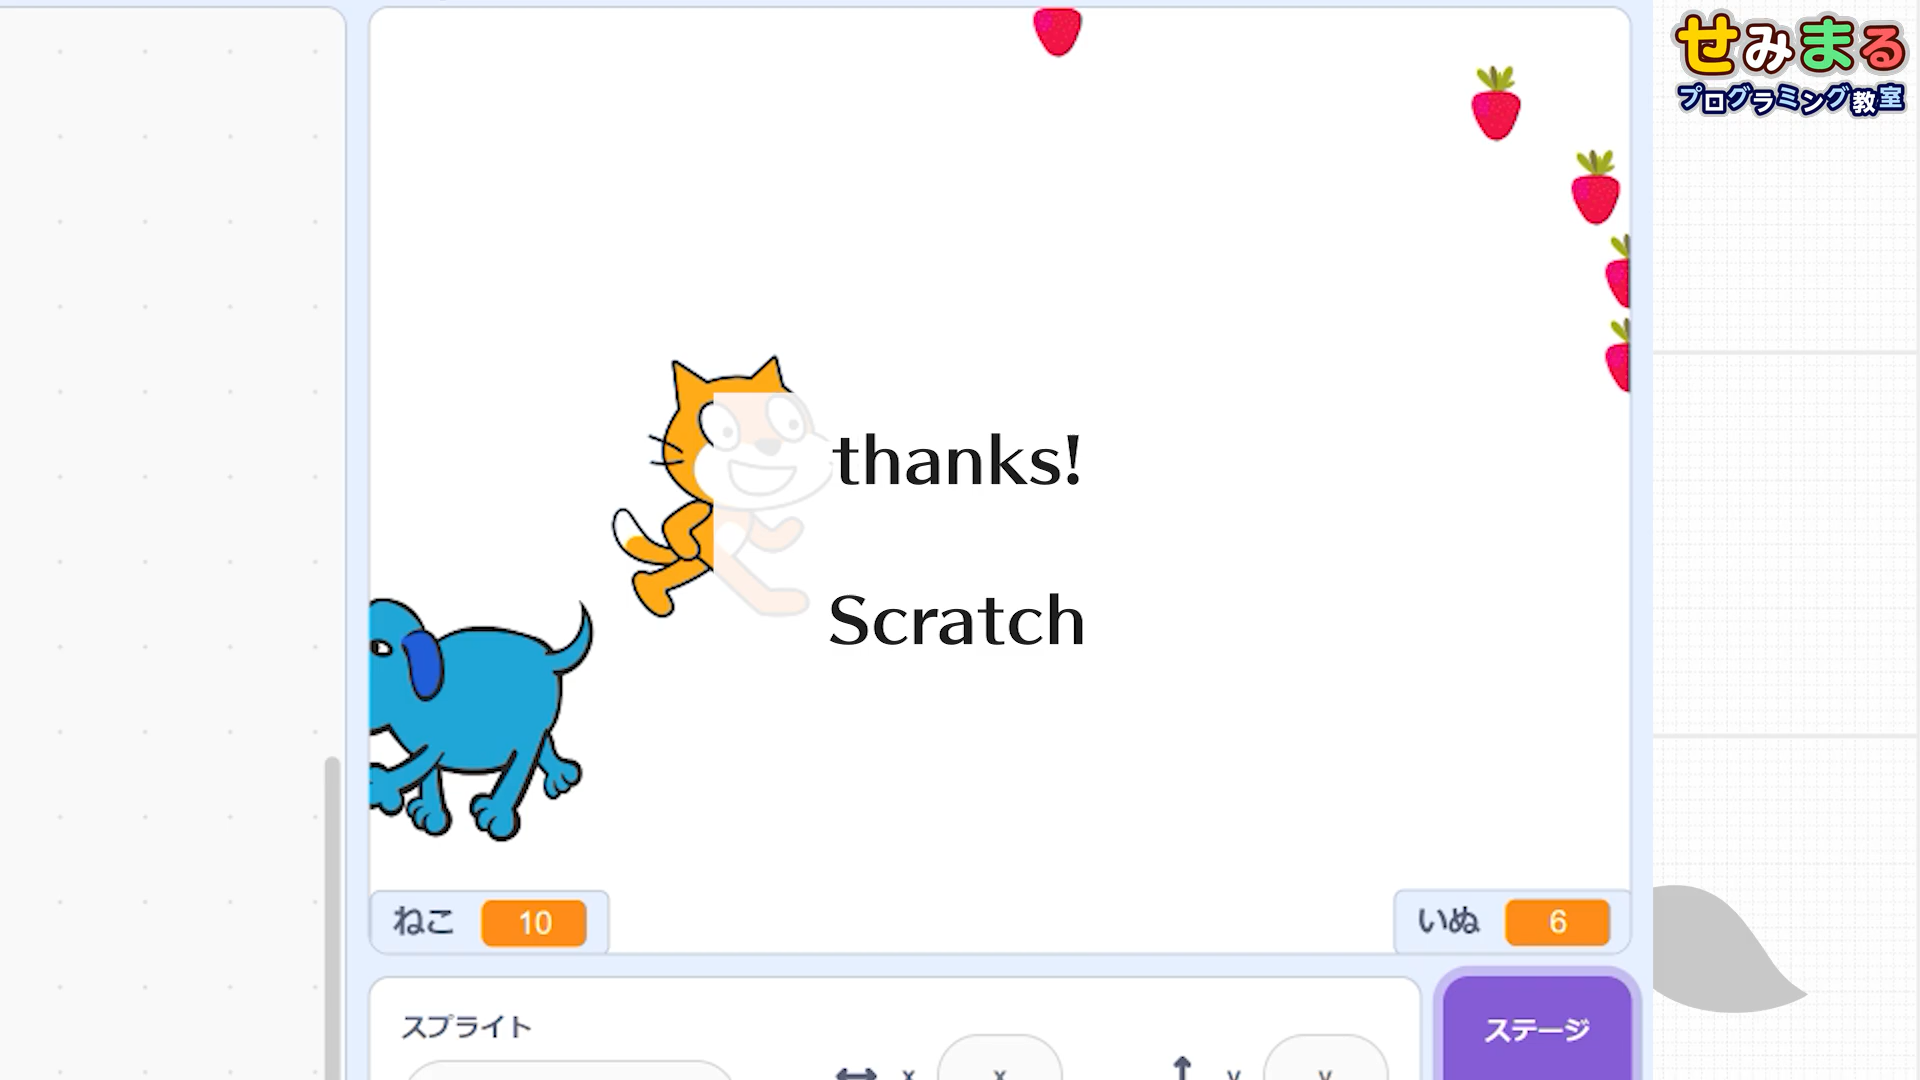 せみまる
プログラミング教室
thanks!
Scratch
ねこ 10
いぬ 6
スプライト
ステージ
x x y y